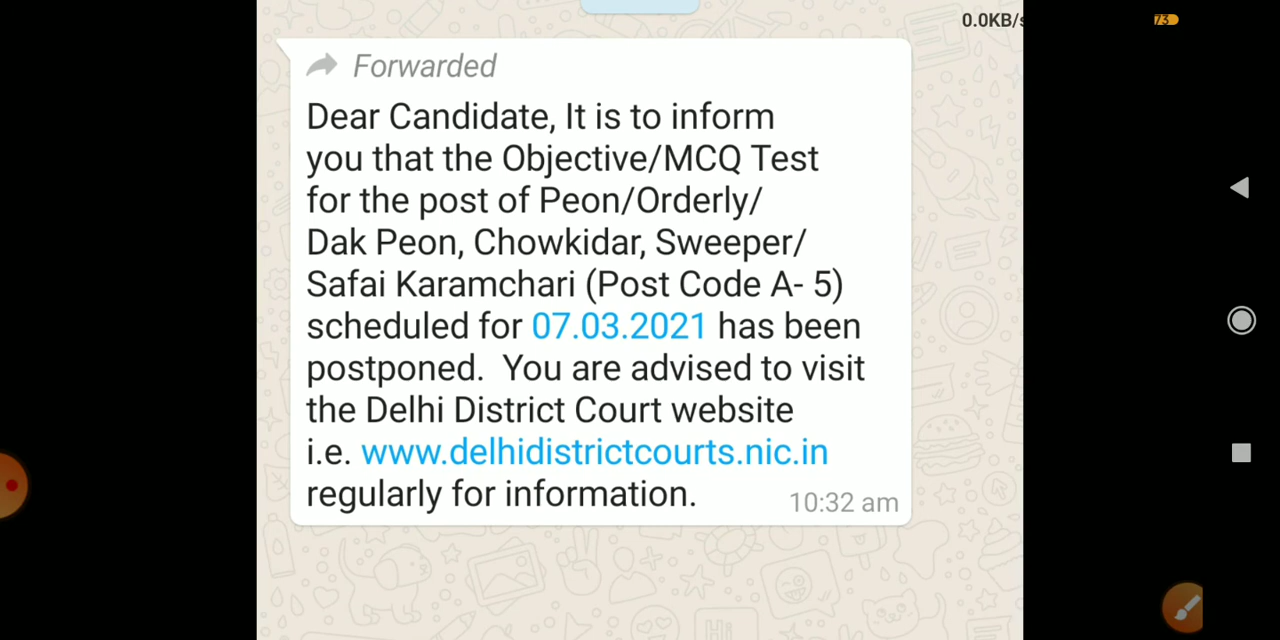 0.0KB/s
73
Forwarded
Dear Candidate, It is to inform
you that the Objective/MCQ Test
for the post of Peon/Orderly/
Dak Peon, Chowkidar, Sweeper/
Safai Karamchari (Post Code A- 5)
scheduled for 07.03.2021 has been
postponed.  You are advised to visit
the Delhi District Court website
i.e. www.delhidistrictcourts.nic.in
regularly for information.
10:32 am
Hi